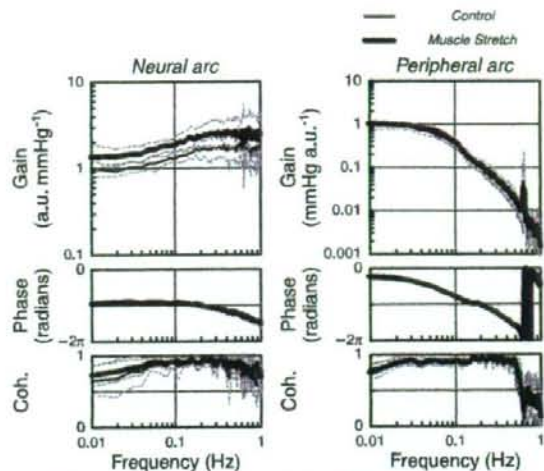 Control
Muscle Stretch
Neural arc
Peripheral arc
10
1
0.1
Gain
(a.u. mmHg⁻¹)
10
1
0.1
0.01
0.001
Gain
(mmHg a.u.⁻¹)
0
−2π
Phase
(radians)
0
−2π
Phase
(radians)
1
0
Coh.
1
0
Coh.
0.01 0.1 1
0.01 0.1 1
Frequency (Hz)
Frequency (Hz)